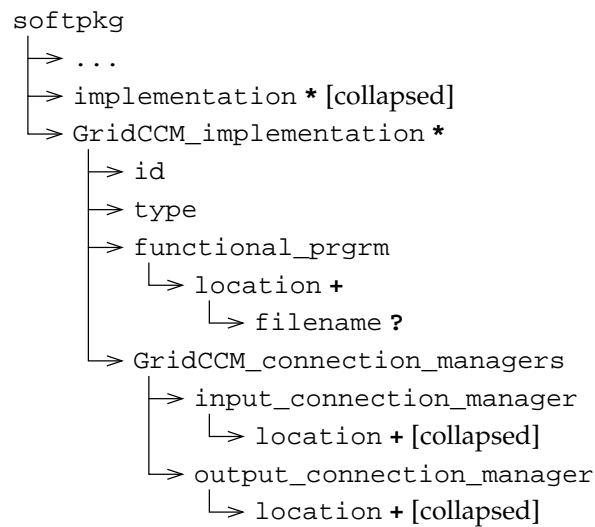 softpkg
...
implementation * [collapsed]
GridCCM_implementation *
id
type
functional_prgrm
location +
filename ?
GridCCM_connection_managers
input_connection_manager
location + [collapsed]
output_connection_manager
location + [collapsed]